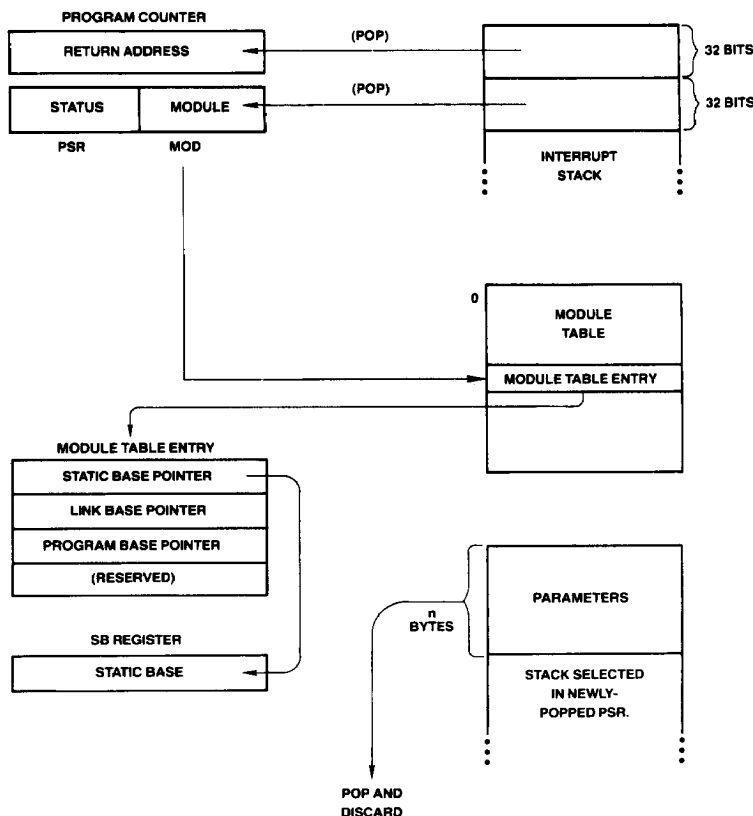 PROGRAM COUNTER
RETURN ADDRESS
(POP)
32 BITS
STATUS
MODULE
(POP)
32 BITS
PSR
MOD
INTERRUPT
STACK
0
MODULE
TABLE
MODULE TABLE ENTRY
MODULE TABLE ENTRY
STATIC BASE POINTER
LINK BASE POINTER
PROGRAM BASE POINTER
(RESERVED)
SB REGISTER
STATIC BASE
n
BYTES
PARAMETERS
STACK SELECTED
IN NEWLY-
POPPED PSR.
POP AND
DISCARD